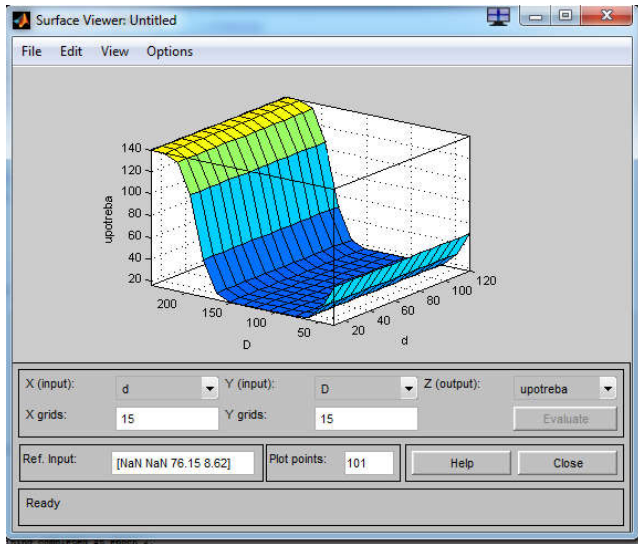 Surface Viewer: Untitled
File Edit View Options
140
120
100
80
60
40
20
upotreba
200
150
100
50
D
20
40
60
80
100
120
d
X (input): d Y (input): D Z (output): upotreba
X grids: 15 Y grids: 15 Evaluate
Ref. Input: [NaN NaN 76.15 8.62] Plot points: 101 Help Close
Ready